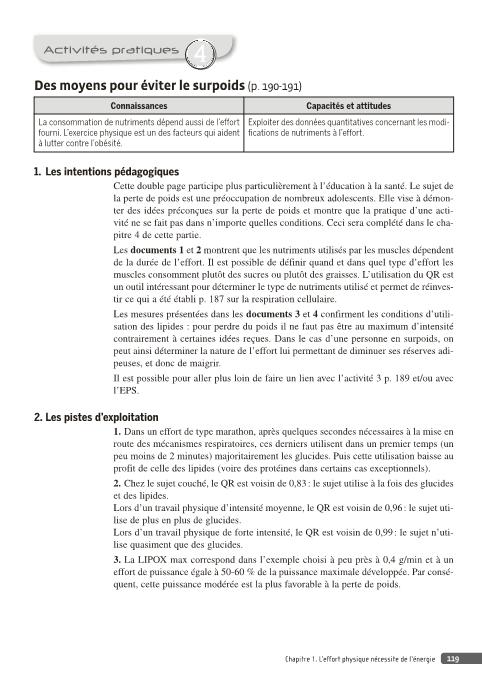 Activités pratiques 4
Des moyens pour éviter le surpoids (p. 190-191)
Connaissances
Capacités et attitudes
La consommation de nutriments dépend aussi de l'effort
fourni. L'exercice physique est un des facteurs qui aident
à lutter contre l'obésité.
Exploiter des données quantitatives concernant les modi-
fications de nutriments à l'effort.
1. Les intentions pédagogiques
Cette double page participe plus particulièrement à l'éducation à la santé. Le sujet de
la perte de poids est une préoccupation de nombreux adolescents. Elle vise à démon-
ter des idées préconçues sur la perte de poids et montre que la pratique d'une acti-
vité ne se fait pas dans n'importe quelles conditions. Ceci sera complété dans le cha-
pitre 4 de cette partie.
Les documents 1 et 2 montrent que les nutriments utilisés par les muscles dépendent
de la durée de l'effort. Il est possible de définir quand et dans quel type d'effort les
muscles consomment plutôt des sucres ou plutôt des graisses. L'utilisation du QR est
un outil intéressant pour déterminer le type de nutriments utilisé et permet de réinves-
tir ce qui a été établi p. 187 sur la respiration cellulaire.
Les mesures présentées dans les documents 3 et 4 confirment les conditions d'utili-
sation des lipides : pour perdre du poids il ne faut pas être au maximum d'intensité
contrairement à certaines idées reçues. Dans le cas d'une personne en surpoids, on
peut ainsi déterminer la nature de l'effort lui permettant de diminuer ses réserves adi-
peuses, et donc de maigrir.
Il est possible pour aller plus loin de faire un lien avec l'activité 3 p. 189 et/ou avec
l'EPS.
2. Les pistes d'exploitation
1. Dans un effort de type marathon, après quelques secondes nécessaires à la mise en
route des mécanismes respiratoires, ces derniers utilisent dans un premier temps (un
peu moins de 2 minutes) majoritairement les glucides. Puis cette utilisation baisse au
profit de celle des lipides (voire des protéines dans certains cas exceptionnels).
2. Chez le sujet couché, le QR est voisin de 0,83 : le sujet utilise à la fois des glucides
et des lipides.
Lors d'un travail physique d'intensité moyenne, le QR est voisin de 0,96 : le sujet uti-
lise de plus en plus de glucides.
Lors d'un travail physique de forte intensité, le QR est voisin de 0,99 : le sujet n'uti-
lise quasiment que des glucides.
3. La LIPOX max correspond dans l'exemple choisi à peu près à 0,4 g/min et à un
effort de puissance égale à 50-60 % de la puissance maximale développée. Par consé-
quent, cette puissance modérée est la plus favorable à la perte de poids.
Chapitre 1. L'effort physique nécessite de l'énergie 119